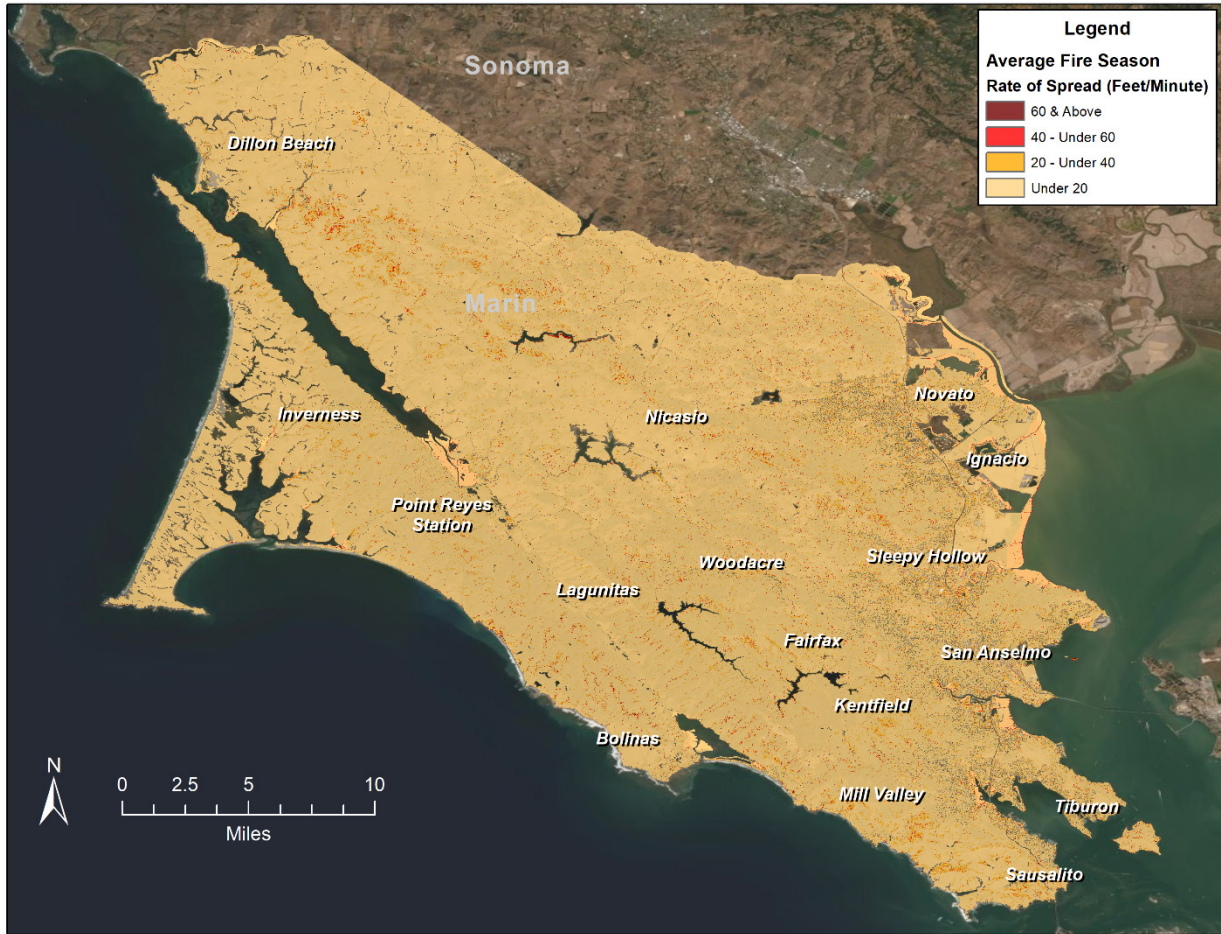 Legend
Average Fire Season
Rate of Spread (Feet/Minute)
60 & Above
40 - Under 60
20 - Under 40
Under 20
Sonoma
Dillon Beach
Marin
Novato
Inverness
Nicasio
Ignacio
Point Reyes
Station
Sleepy Hollow
Woodacre
Lagunitas
Fairfax
San Anselmo
Kentfield
Bolinas
Mill Valley
Tiburon
Sausalito
N
0 2.5 5 10
Miles